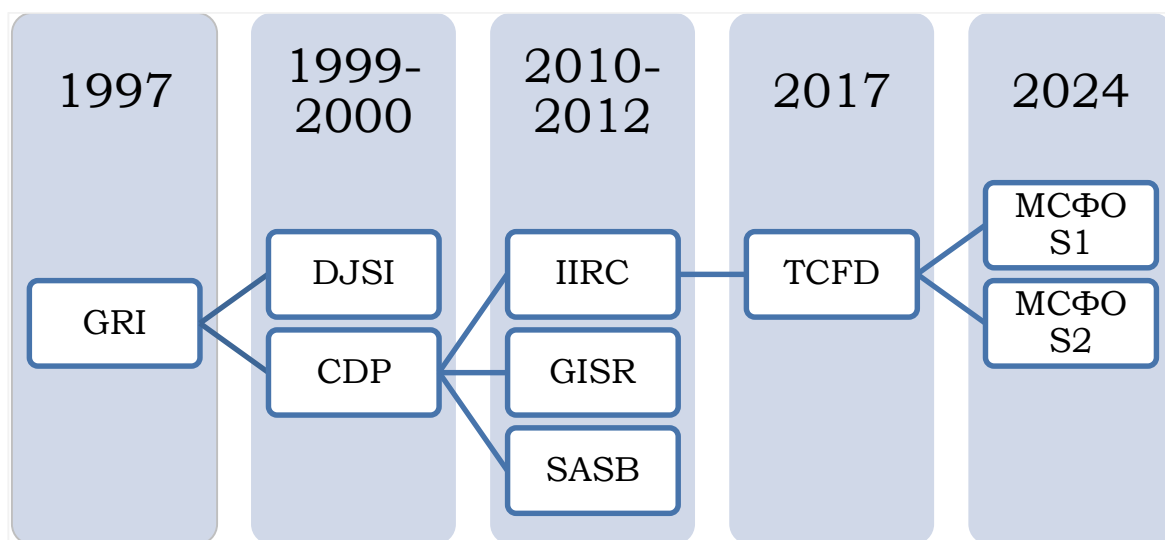 1997
1999-
2000
2010-
2012
2017
2024
GRI
DJSI
CDP
IIRC
GISR
SASB
TCFD
МСФО
S1
МСФО
S2